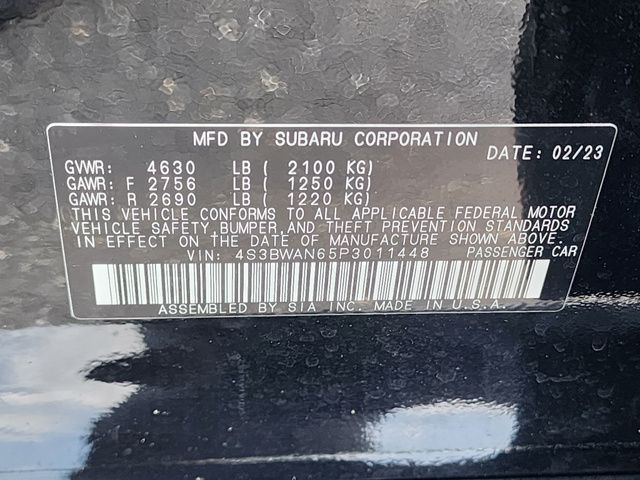 MFD BY SUBARU CORPORATION
DATE: 02/23
GVWR: 4630 LB ( 2100 KG)
GAWR: F 2756 LB ( 1250 KG)
GAWR: R 2690 LB ( 1220 KG)
THIS VEHICLE CONFORMS TO ALL APPLICABLE FEDERAL MOTOR
VEHICLE SAFETY,BUMPER,AND THEFT PREVENTION STANDARDS
IN EFFECT ON THE DATE OF MANUFACTURE SHOWN ABOVE.
VIN: 4S3BWAN65P3011448 PASSENGER CAR
ASSEMBLED BY SIA INC. MADE IN U.S.A.